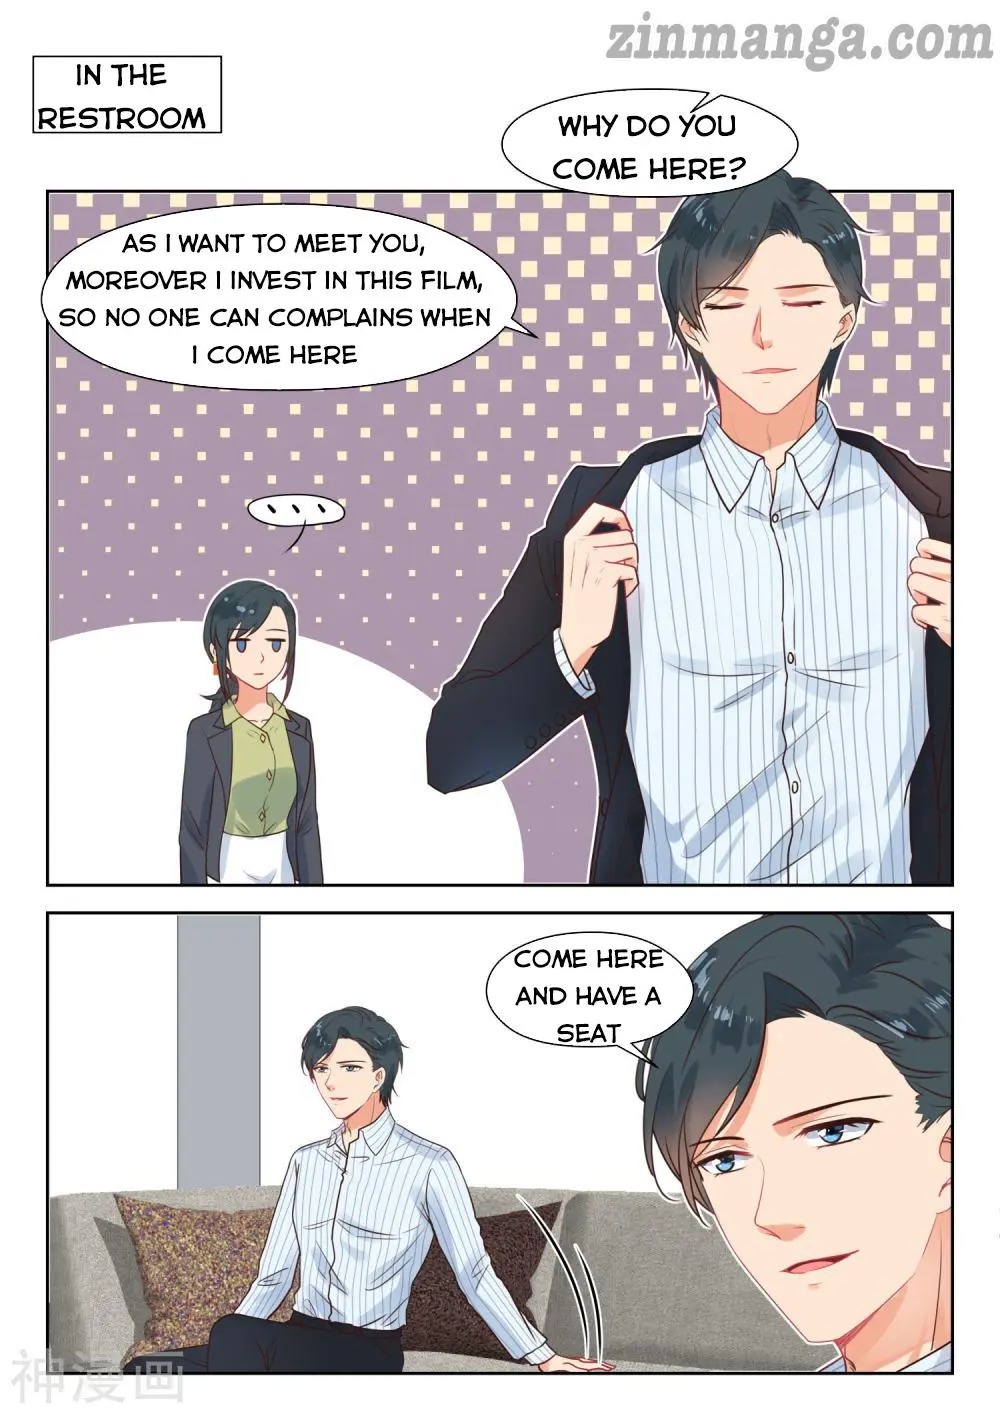 zinmanga.com
IN THE
RESTROOM
WHY DO YOU
COME HERE?
AS I WANT TO MEET YOU,
MOREOVER I INVEST IN THIS FILM,
SO NO ONE CAN COMPLAINS WHEN
I COME HERE
COME HERE
AND HAVE A
SEAT
神漫画